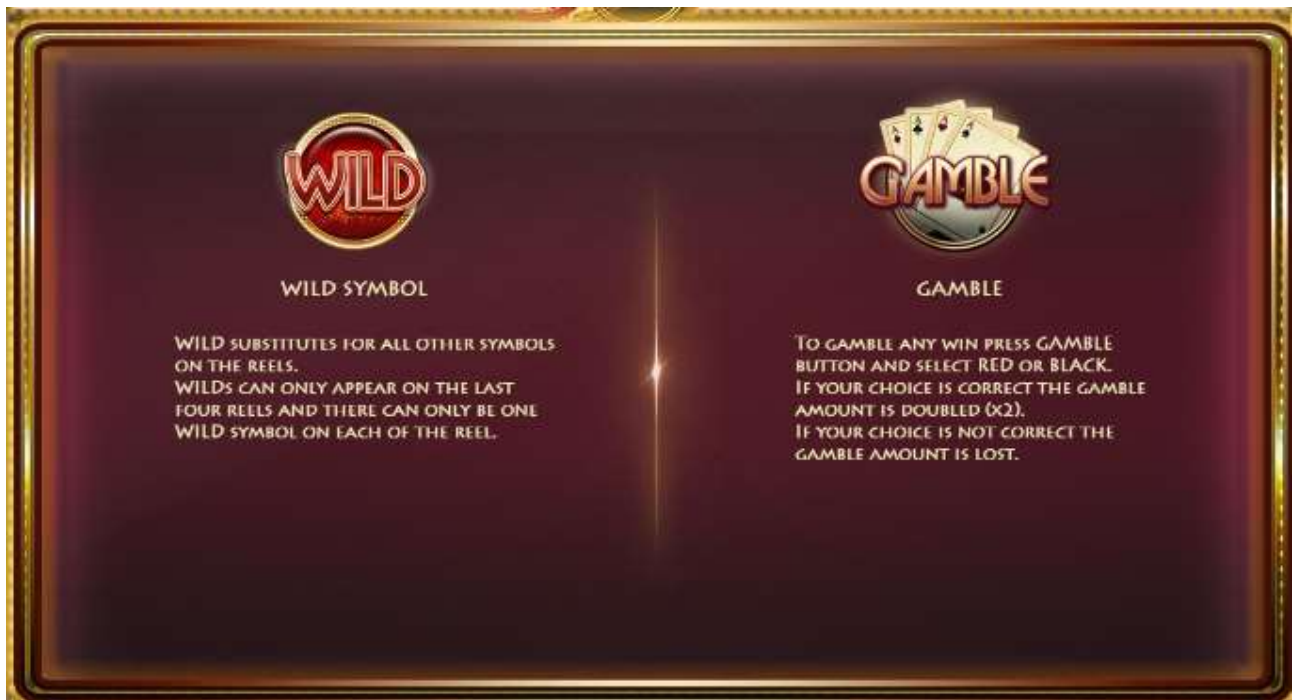 WILD
WILD SYMBOL
WILD SUBSTITUTES FOR ALL OTHER SYMBOLS
ON THE REELS.
WILDS CAN ONLY APPEAR ON THE LAST
FOUR REELS AND THERE CAN ONLY BE ONE
WILD SYMBOL ON EACH OF THE REEL.
GAMBLE
GAMBLE
TO GAMBLE ANY WIN PRESS GAMBLE
BUTTON AND SELECT RED OR BLACK.
IF YOUR CHOICE IS CORRECT THE GAMBLE
AMOUNT IS DOUBLED (X2).
IF YOUR CHOICE IS NOT CORRECT THE
GAMBLE AMOUNT IS LOST.